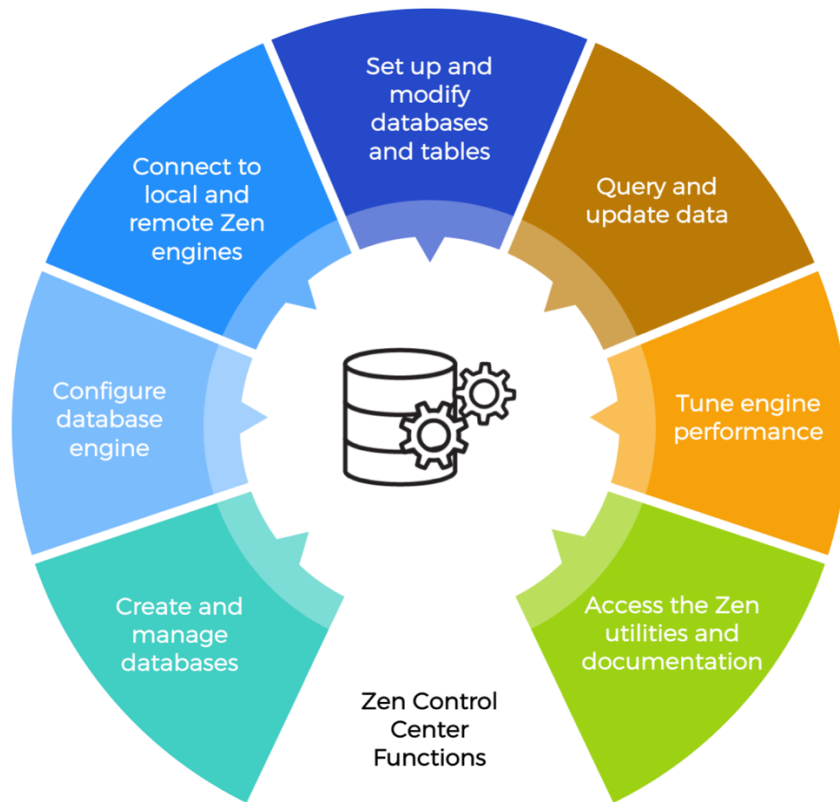 Set up and
modify
databases
and tables
Connect to
local and
remote Zen
engines
Query and
update data
Configure
database
engine
Tune engine
performance
Create and
manage
databases
Access the Zen
utilities and
documentation
Zen Control
Center
Functions